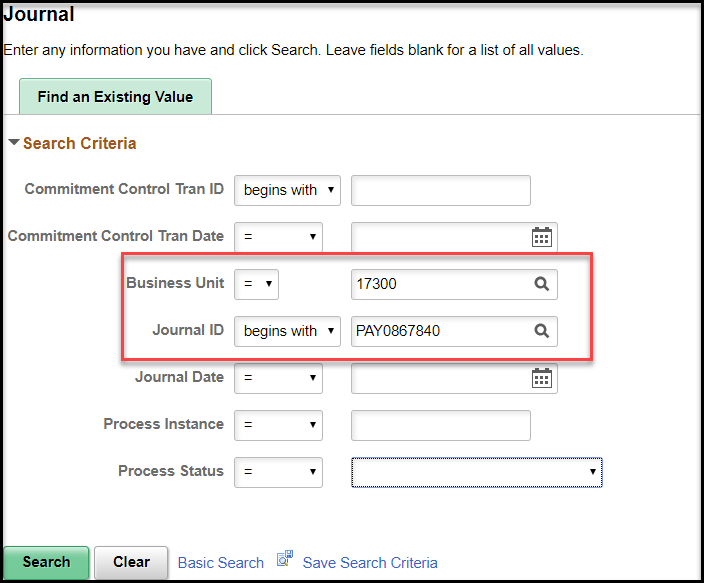 Journal
Enter any information you have and click Search. Leave fields blank for a list of all values.
Find an Existing Value
Search Criteria
Commitment Control Tran ID begins with
Commitment Control Tran Date =
Business Unit = 17300
Journal ID begins with PAY0867840
Journal Date =
Process Instance =
Process Status =
Search Clear Basic Search Save Search Criteria